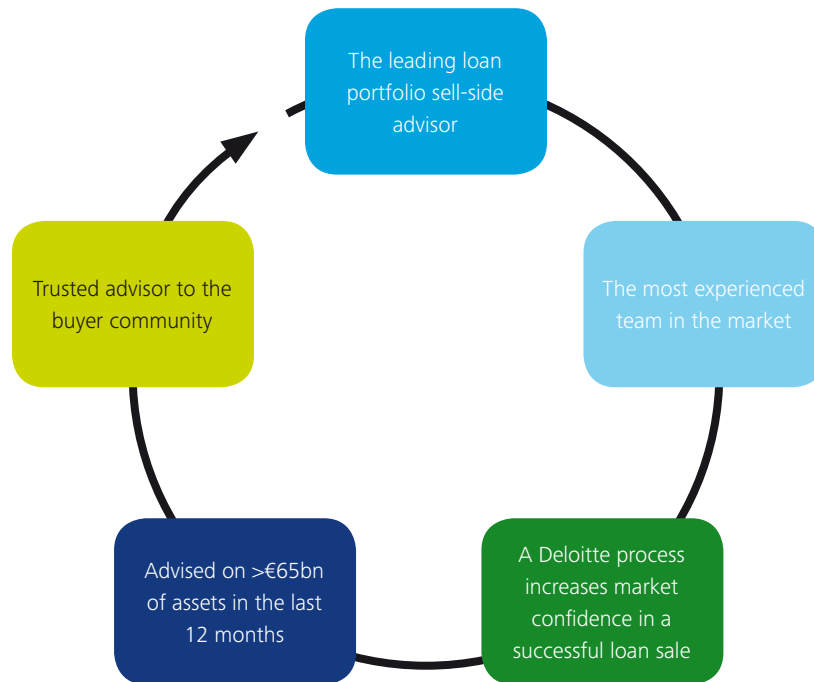 The leading loan
portfolio sell-side
advisor
The most experienced
team in the market
A Deloitte process
increases market
confidence in a
successful loan sale
Advised on >€65bn
of assets in the last
12 months
Trusted advisor to the
buyer community